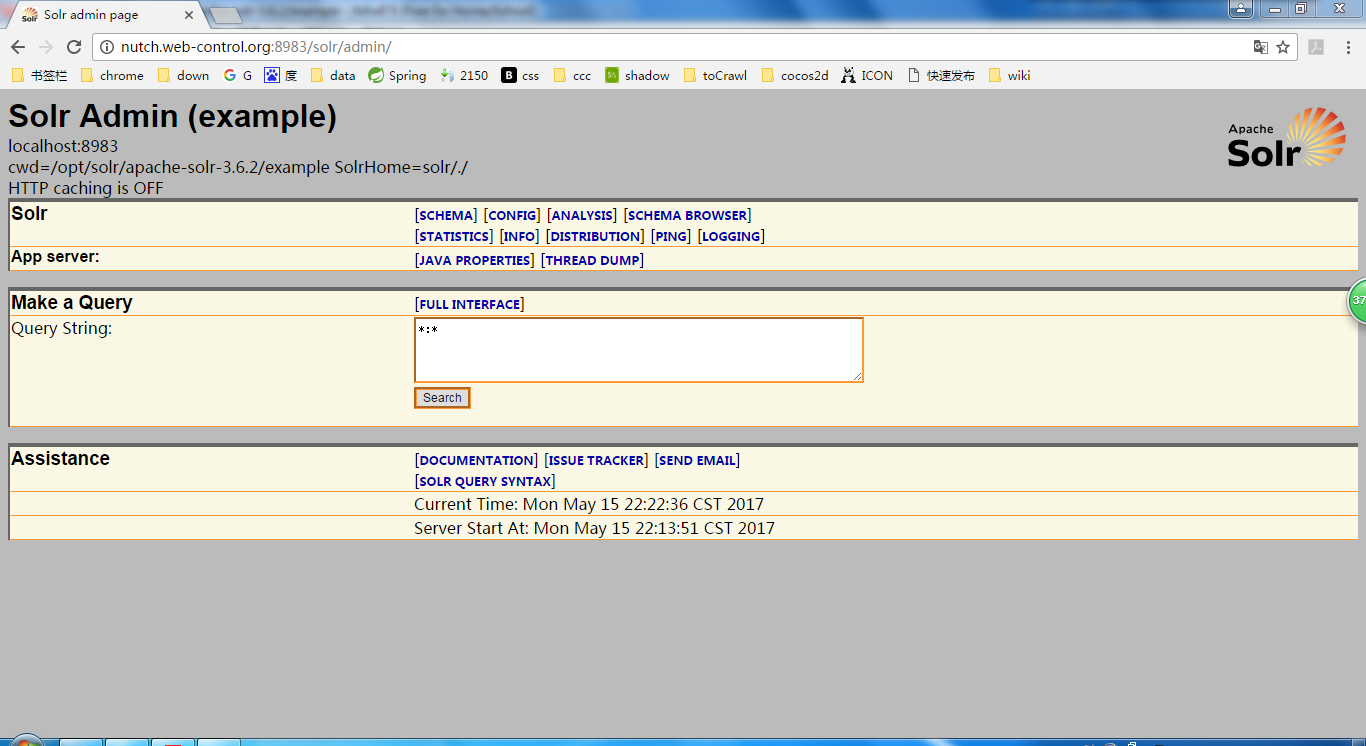 Solr admin page
nutch.web-control.org:8983/solr/admin/
书签栏 chrome down G 度 data Spring 2150 B css ccc shadow toCrawl cocos2d ICON 快速发布 wiki
Solr Admin (example)
localhost:8983
cwd=/opt/solr/apache-solr-3.6.2/example SolrHome=solr/./
HTTP caching is OFF
Apache
Solr
Solr [SCHEMA] [CONFIG] [ANALYSIS] [SCHEMA BROWSER]
[STATISTICS] [INFO] [DISTRIBUTION] [PING] [LOGGING]
App server: [JAVA PROPERTIES] [THREAD DUMP]
Make a Query [FULL INTERFACE]
37
Query String: *:*
Search
Assistance [DOCUMENTATION] [ISSUE TRACKER] [SEND EMAIL]
[SOLR QUERY SYNTAX]
Current Time: Mon May 15 22:22:36 CST 2017
Server Start At: Mon May 15 22:13:51 CST 2017